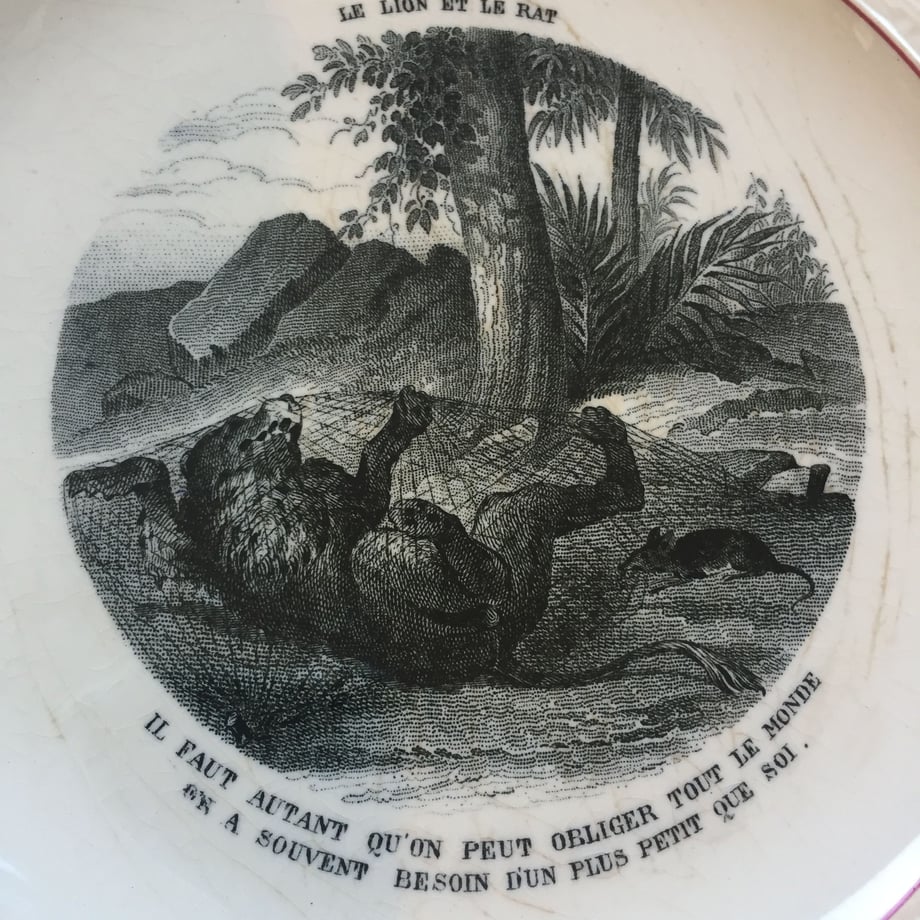 LE LION ET LE RAT
IL FAUT AUTANT QU'ON PEUT OBLIGER TOUT LE MONDE
ON A SOUVENT BESOIN D'UN PLUS PETIT QUE SOI.